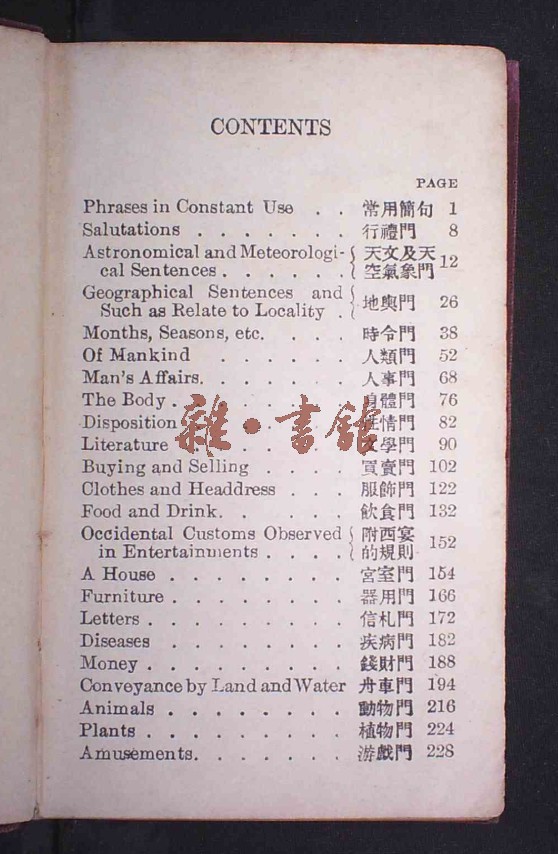 CONTENTS
PAGE
Phrases in Constant Use . . 常用簡句 1
Salutations . . . . . . . 行禮門 8
Astronomical and Meteorologi- 天文及天
cal Sentences . . . . . . 空氣象門 12
Geographical Sentences and
Such as Relate to Locality . 地輿門 26
Months, Seasons, etc. . . . 時令門 38
Of Mankind . . . . . . 人類門 52
Man's Affairs. . . . . . . 人事門 68
The Body . . . . . . . . 身體門 76
Disposition 情門 82
Literature 學門 90
雜·書館
Buying and Selling . . . . 買賣門 102
Clothes and Headdress . . . 服飾門 122
Food and Drink. . . . . . 飲食門 132
Occidental Customs Observed 附西宴
in Entertainments . . . . 的規則 152
A House . . . . . . . . 宮室門 154
Furniture . . . . . . . . 器用門 166
Letters . . . . . . . . . 信札門 172
Diseases . . . . . . . . 疾病門 182
Money . . . . . . . . . 錢財門 188
Conveyance by Land and Water 舟車門 194
Animals . . . . . . . . 動物門 216
Plants . . . . . . . . . 植物門 224
Amusements. . . . . . . 游戲門 228